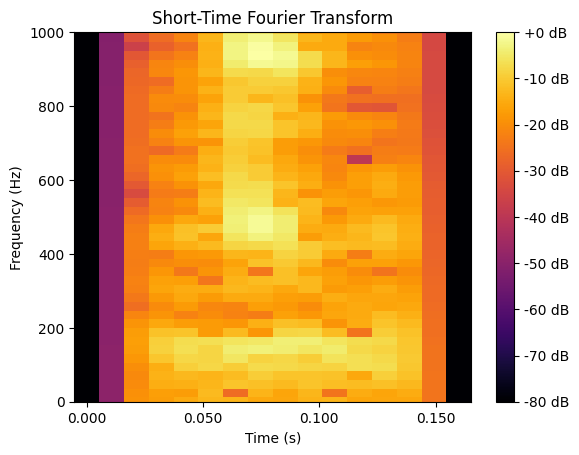 Short-Time Fourier Transform
1000
800
600
400
200
0
Frequency (Hz)
0.000
0.050
0.100
0.150
Time (s)
+0 dB
-10 dB
-20 dB
-30 dB
-40 dB
-50 dB
-60 dB
-70 dB
-80 dB